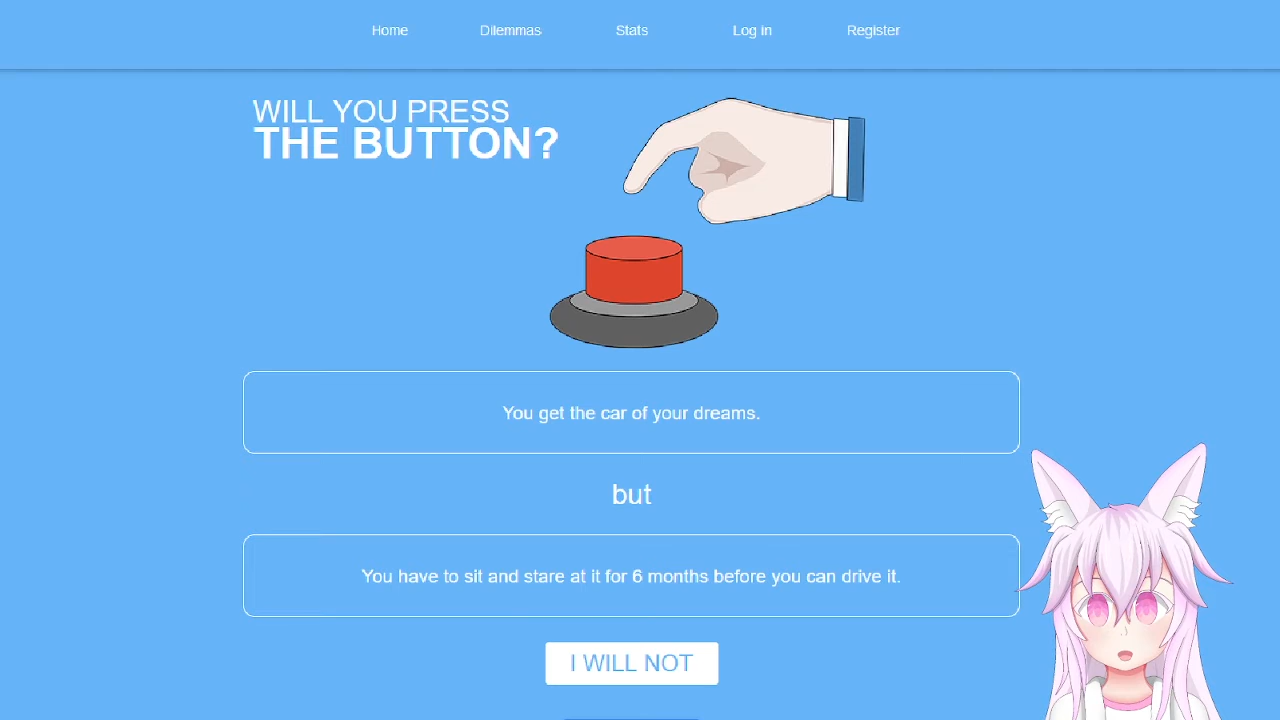 Home Dilemmas Stats Log in Register
WILL YOU PRESS
THE BUTTON?
You get the car of your dreams.
but
You have to sit and stare at it for 6 months before you can drive it.
I WILL NOT